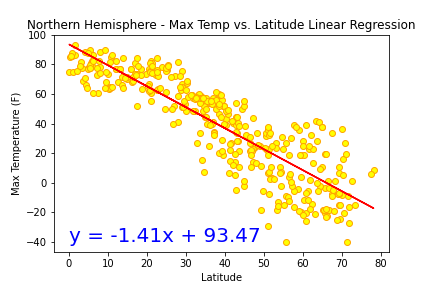 Northern Hemisphere - Max Temp vs. Latitude Linear Regression
100
80
60
40
20
0
−20
−40
Max Temperature (F)
y = -1.41x + 93.47
0 10 20 30 40 50 60 70 80
Latitude